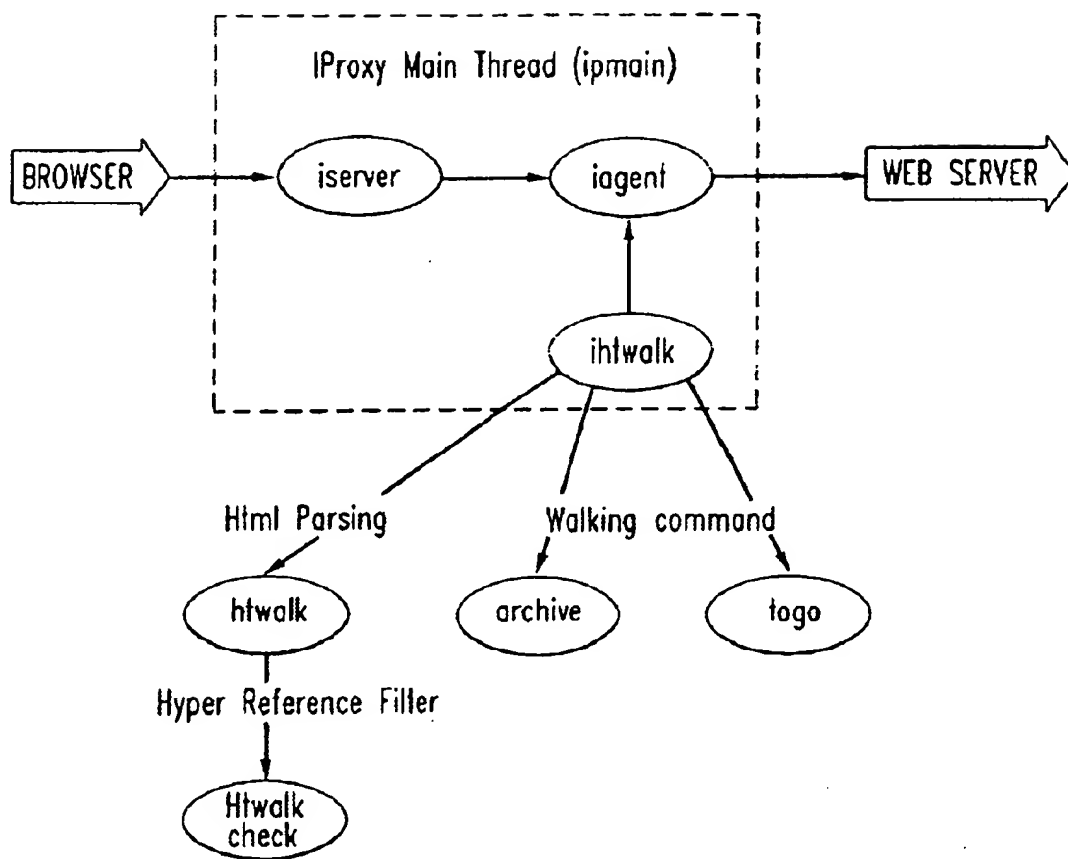 IProxy Main Thread (ipmain)
BROWSER
iserver
iagent
WEB SERVER
ihtwalk
Html Parsing
Walking command
htwalk
archive
togo
Hyper Reference Filter
Htwalk
check